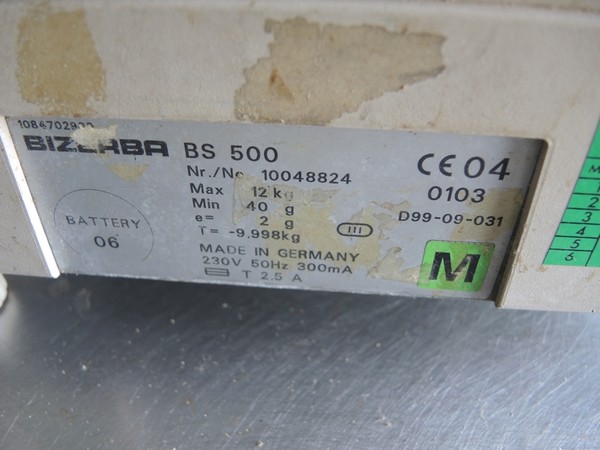 BIZERBA BS 500
Nr./No. 10048824
Max 12 kg
Min 40 g
e= 2 g
T= -9,998kg
MADE IN GERMANY
230V 50Hz 300mA
T 2.5 A
BATTERY
06
III
CE 04
0103
D99-09-031
M
M
1
2
3
4
5
6